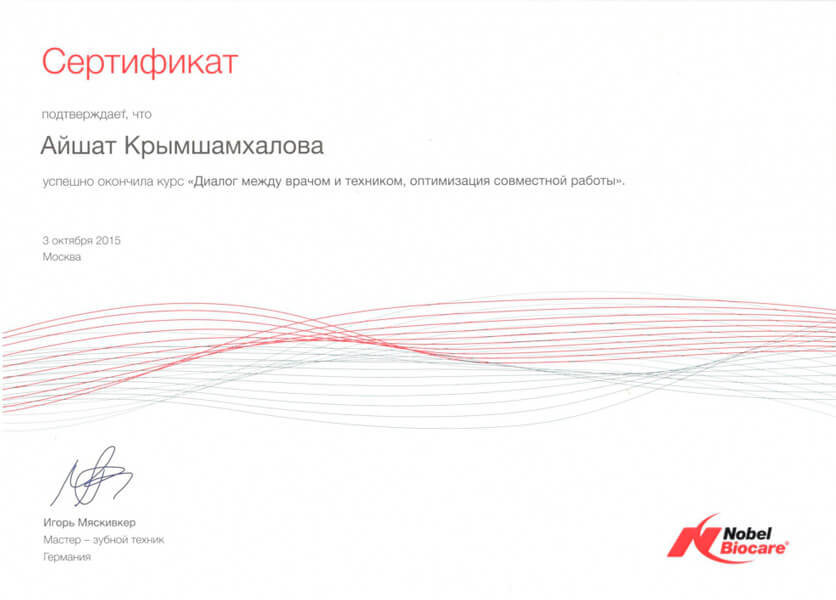 Сертификат
подтверждает, что
Айшат Крымшамхалова
успешно окончила курс «Диалог между врачом и техником, оптимизация совместной работы».
3 октября 2015
Москва
Игорь Мяскивкер
Мастер – зубной техник
Германия
Nobel
Biocare®